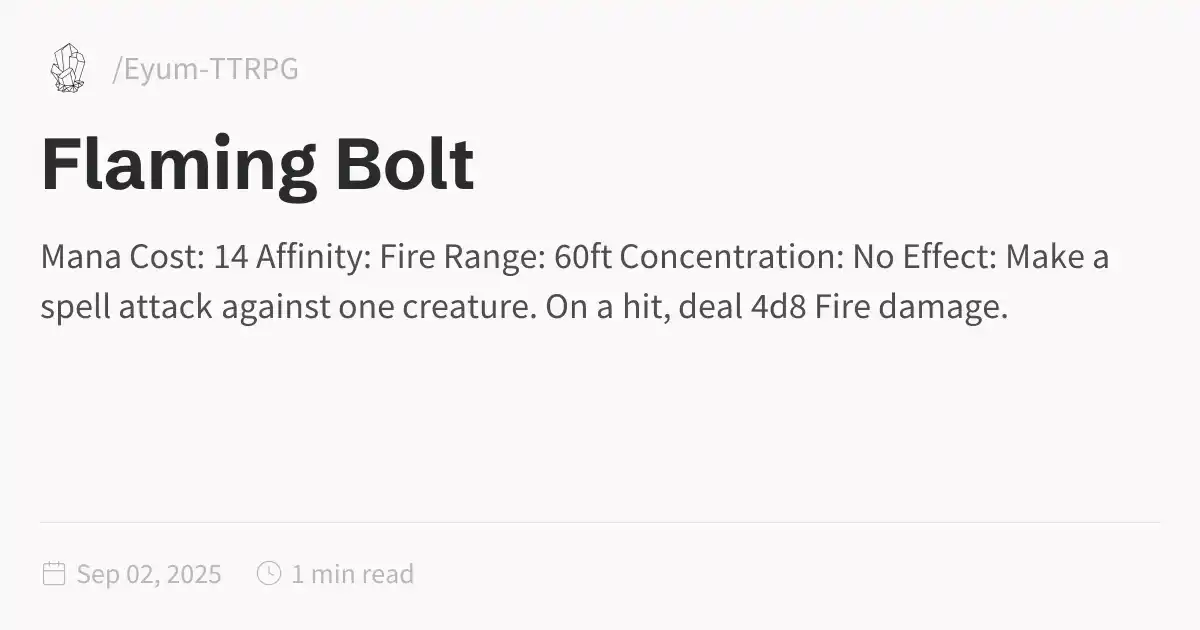 /Eyum-TTRPG
Flaming Bolt
Mana Cost: 14 Affinity: Fire Range: 60ft Concentration: No Effect: Make a
spell attack against one creature. On a hit, deal 4d8 Fire damage.
Sep 02, 2025 1 min read